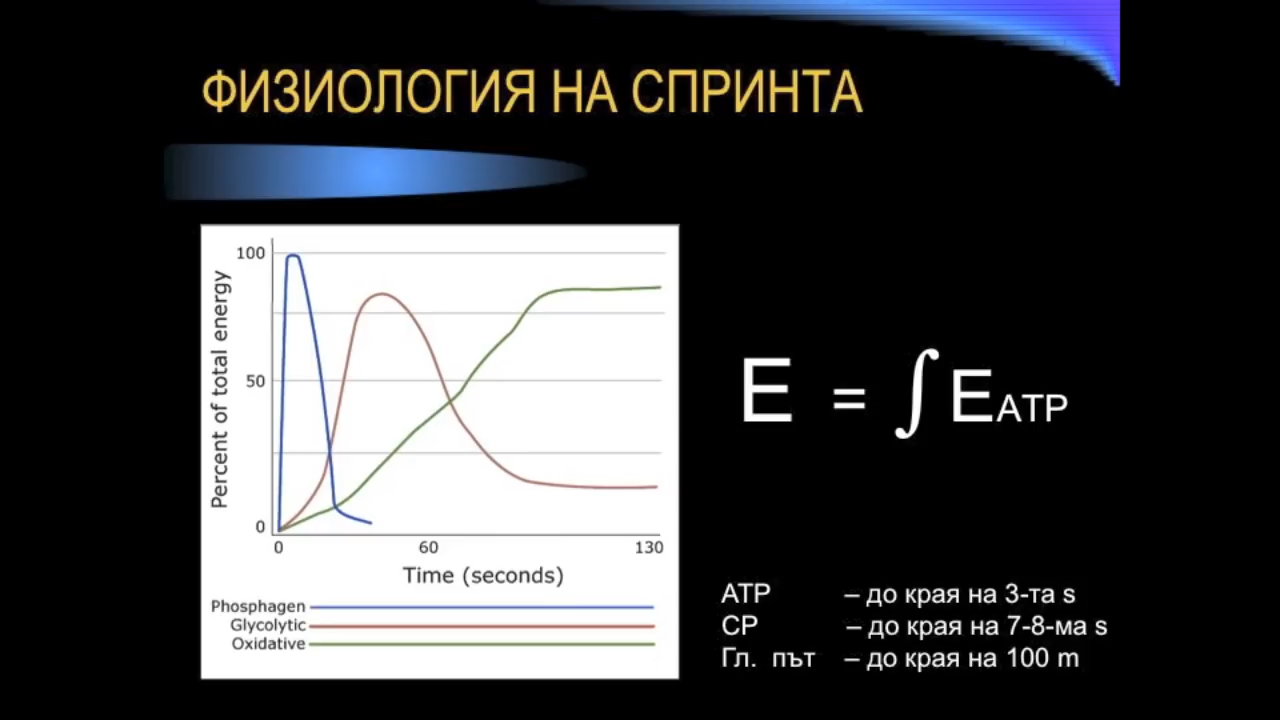 ФИЗИОЛОГИЯ НА СПРИНТА
Percent of total energy
100
50
0
0 60 130
Time (seconds)
Phosphagen
Glycolytic
Oxidative
E = ∫ EATP
ATP – до края на 3-та s
CP – до края на 7-8-ма s
Гл. път – до края на 100 m